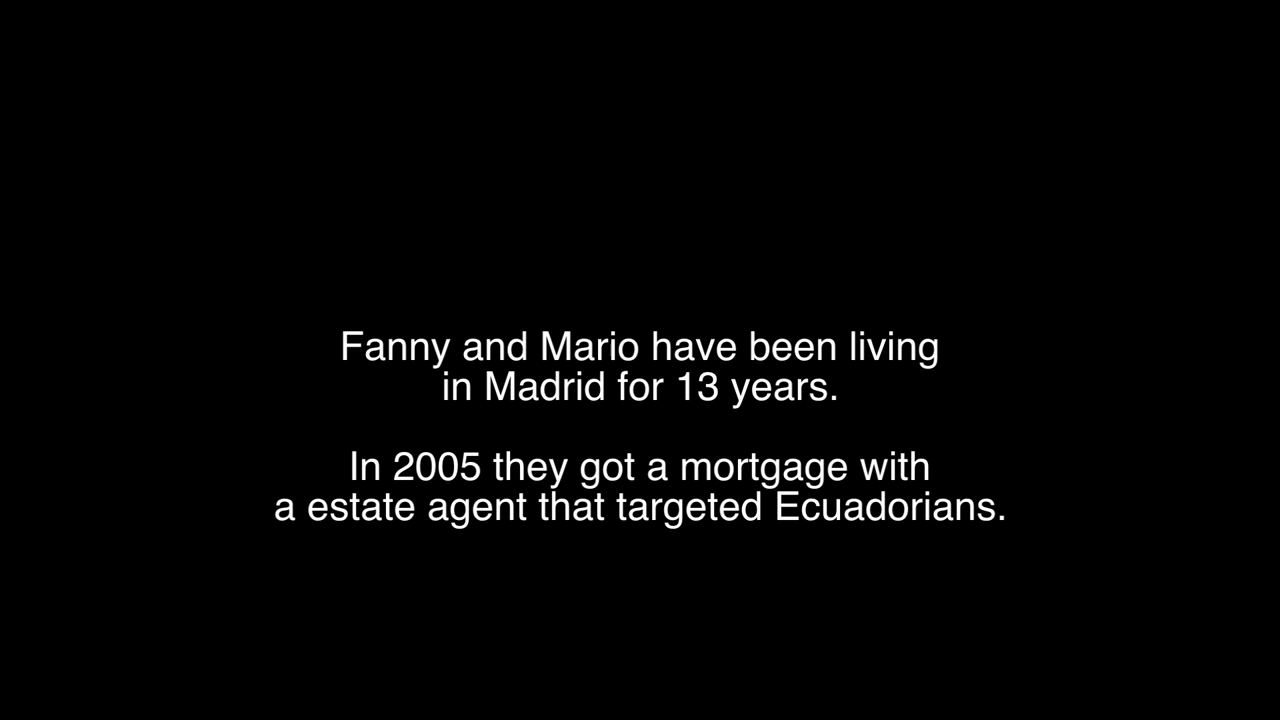 Fanny and Mario have been living
in Madrid for 13 years.
In 2005 they got a mortgage with
a estate agent that targeted Ecuadorians.